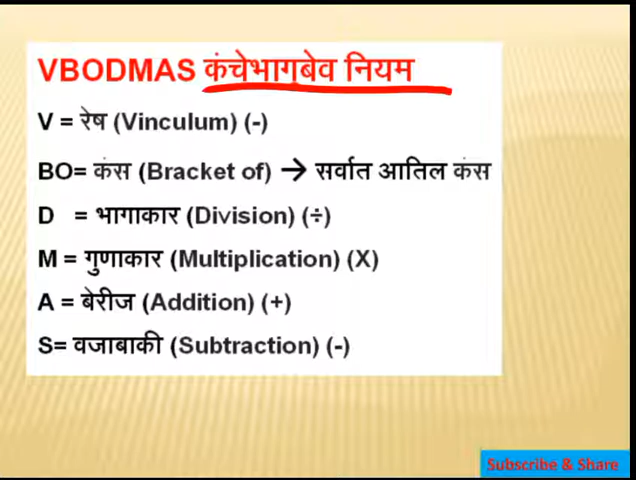 VBODMAS कंचेभागबेव नियम
V = रेष (Vinculum) (-)
BO= कंस (Bracket of) → सर्वात आतिल कंस
D = भागाकार (Division) (÷)
M = गुणाकार (Multiplication) (X)
A = बेरीज (Addition) (+)
S= वजाबाकी (Subtraction) (-)
Subscribe & Share